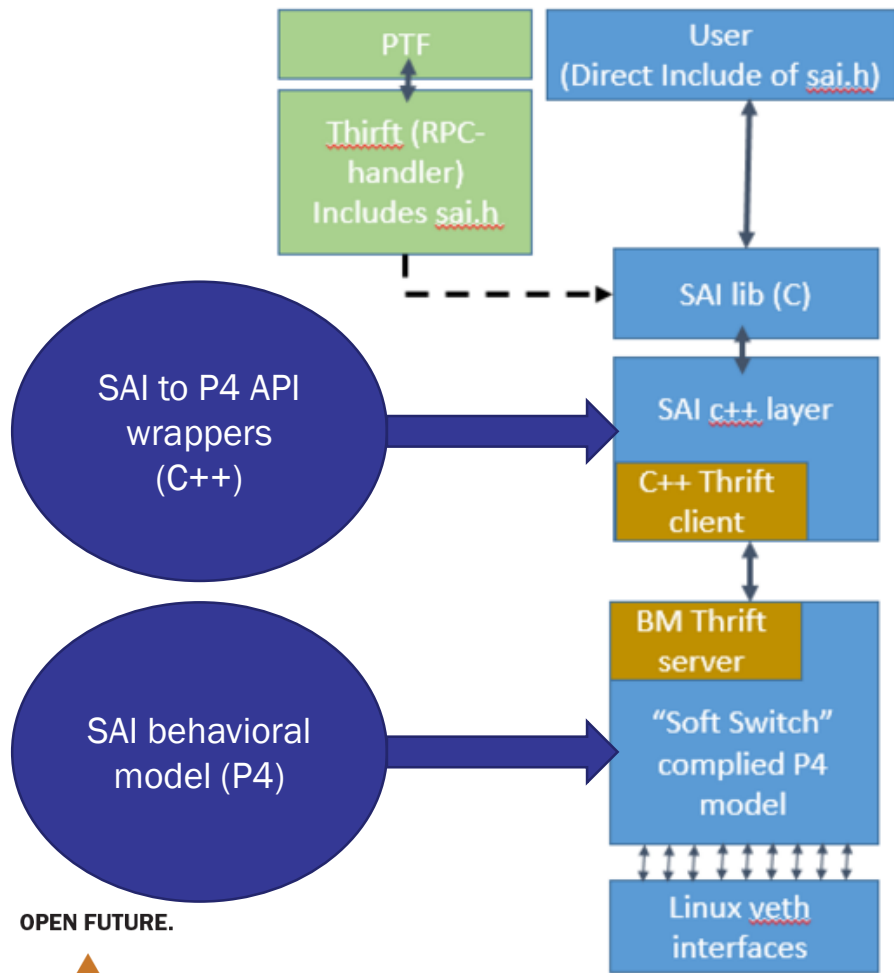 PTF
User
(Direct Include of sai.h)
Thirft (RPC-
handler)
Includes sai.h
SAI lib (C)
SAI to P4 API
wrappers
(C++)
SAI c++ layer
C++ Thrift
client
BM Thrift
server
SAI behavioral
model (P4)
“Soft Switch”
complied P4
model
Linux veth
interfaces
OPEN FUTURE.